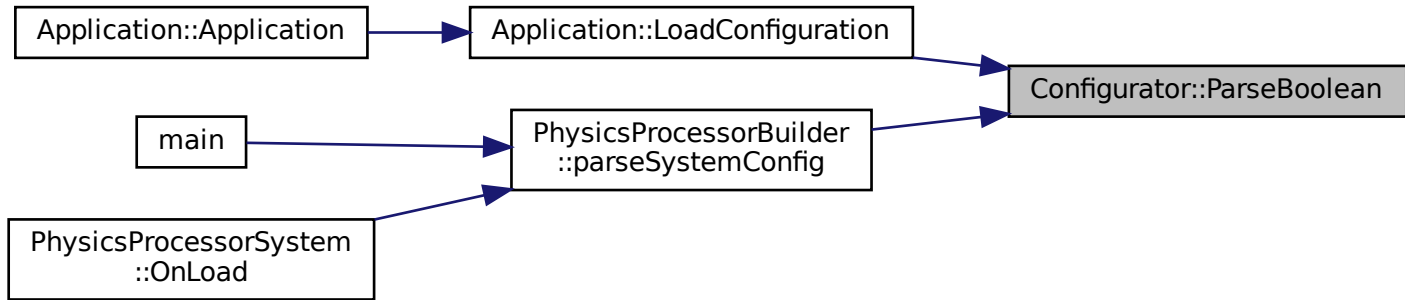 Application::Application
Application::LoadConfiguration
Configurator::ParseBoolean
main
PhysicsProcessorBuilder
::parseSystemConfig
PhysicsProcessorSystem
::OnLoad